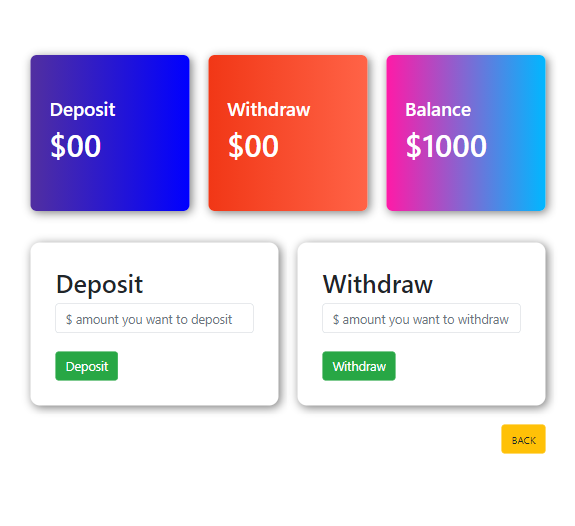 Deposit
$00
Withdraw
$00
Balance
$1000
Deposit
$ amount you want to deposit
Deposit
Withdraw
$ amount you want to withdraw
Withdraw
BACK